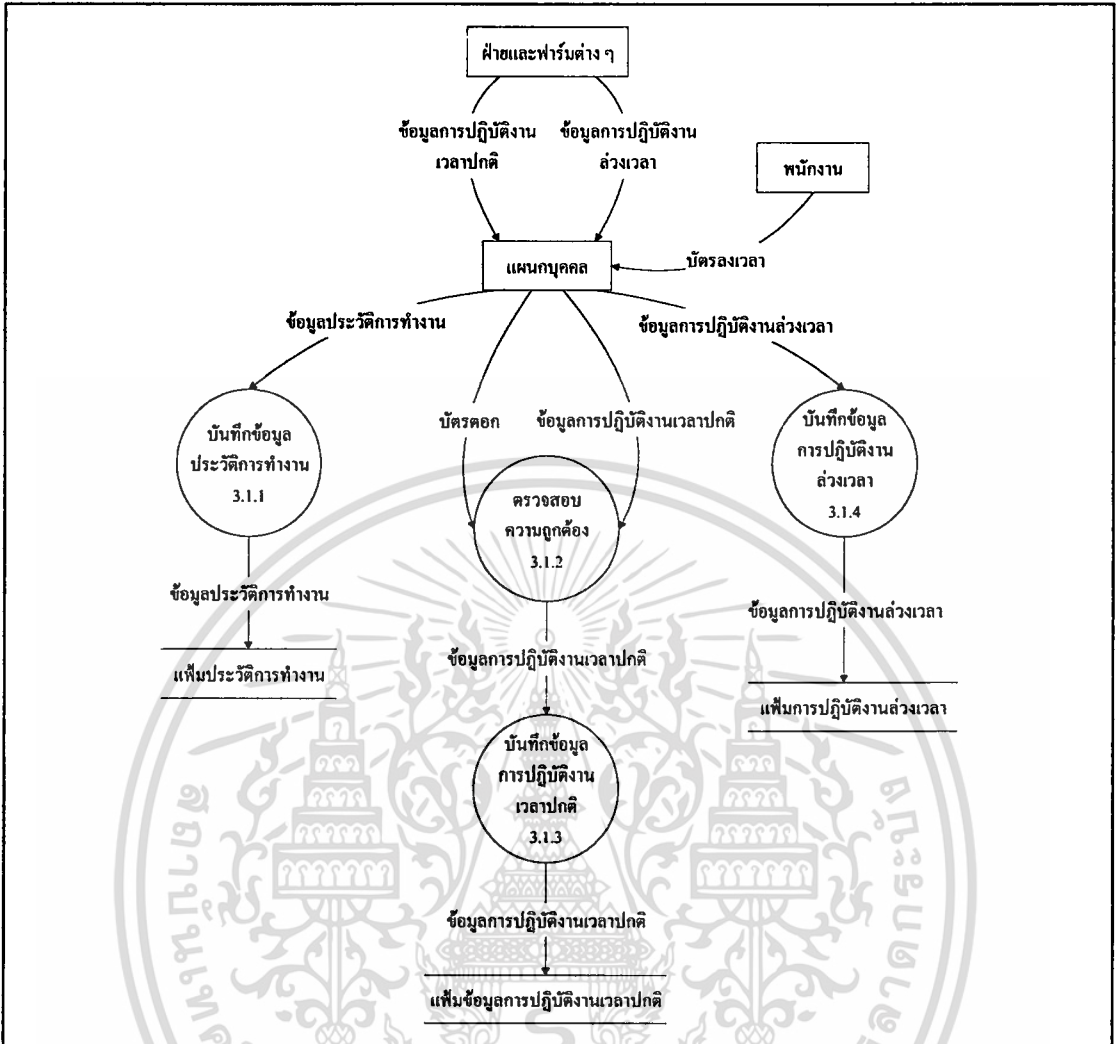 ฝ่ายและฟาร์มต่าง ๆ
ข้อมูลการปฏิบัติงาน
เวลาปกติ
ข้อมูลการปฏิบัติงาน
ล่วงเวลา
พนักงาน
แผนกบุคคล
บัตรลงเวลา
ข้อมูลประวัติการทำงาน
ข้อมูลการปฏิบัติงานล่วงเวลา
บัตรตอก
ข้อมูลการปฏิบัติงานเวลาปกติ
บันทึกข้อมูล
ประวัติการทำงาน
3.1.1
ตรวจสอบ
ความถูกต้อง
3.1.2
บันทึกข้อมูล
การปฏิบัติงาน
ล่วงเวลา
3.1.4
ข้อมูลประวัติการทำงาน
แฟ้มประวัติการทำงาน
ข้อมูลการปฏิบัติงานเวลาปกติ
ข้อมูลการปฏิบัติงานล่วงเวลา
แฟ้มการปฏิบัติงานล่วงเวลา
บันทึกข้อมูล
การปฏิบัติงาน
เวลาปกติ
3.1.3
ข้อมูลการปฏิบัติงานเวลาปกติ
แฟ้มข้อมูลการปฏิบัติงานเวลาปกติ